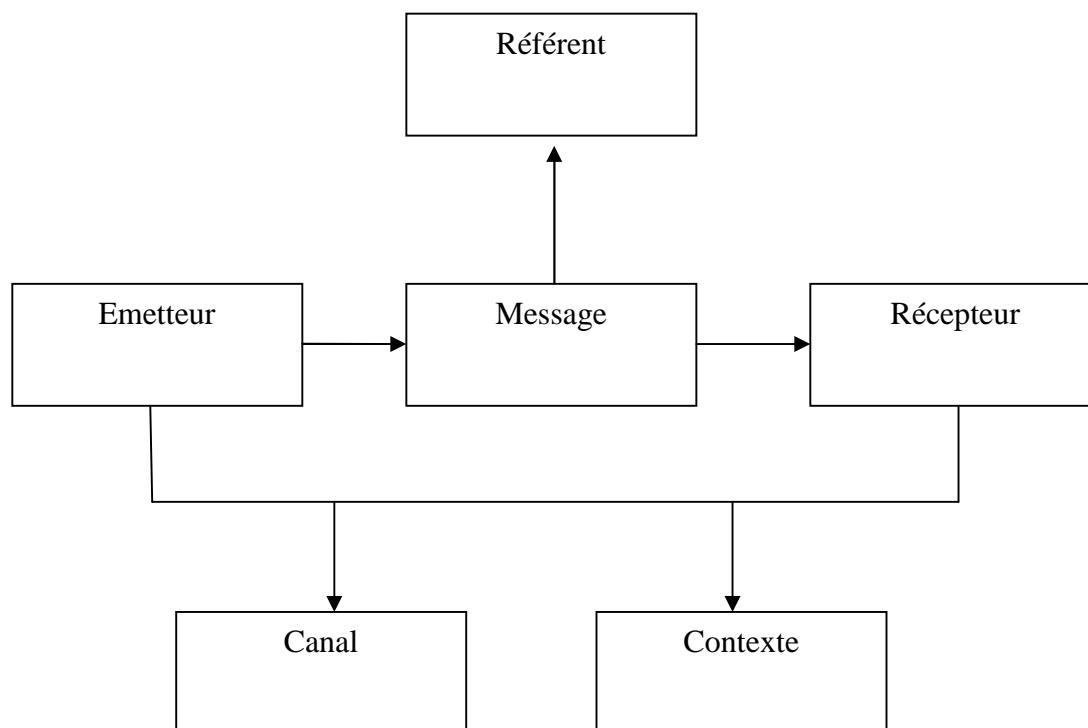 Référent
Emetteur
Message
Récepteur
Canal
Contexte